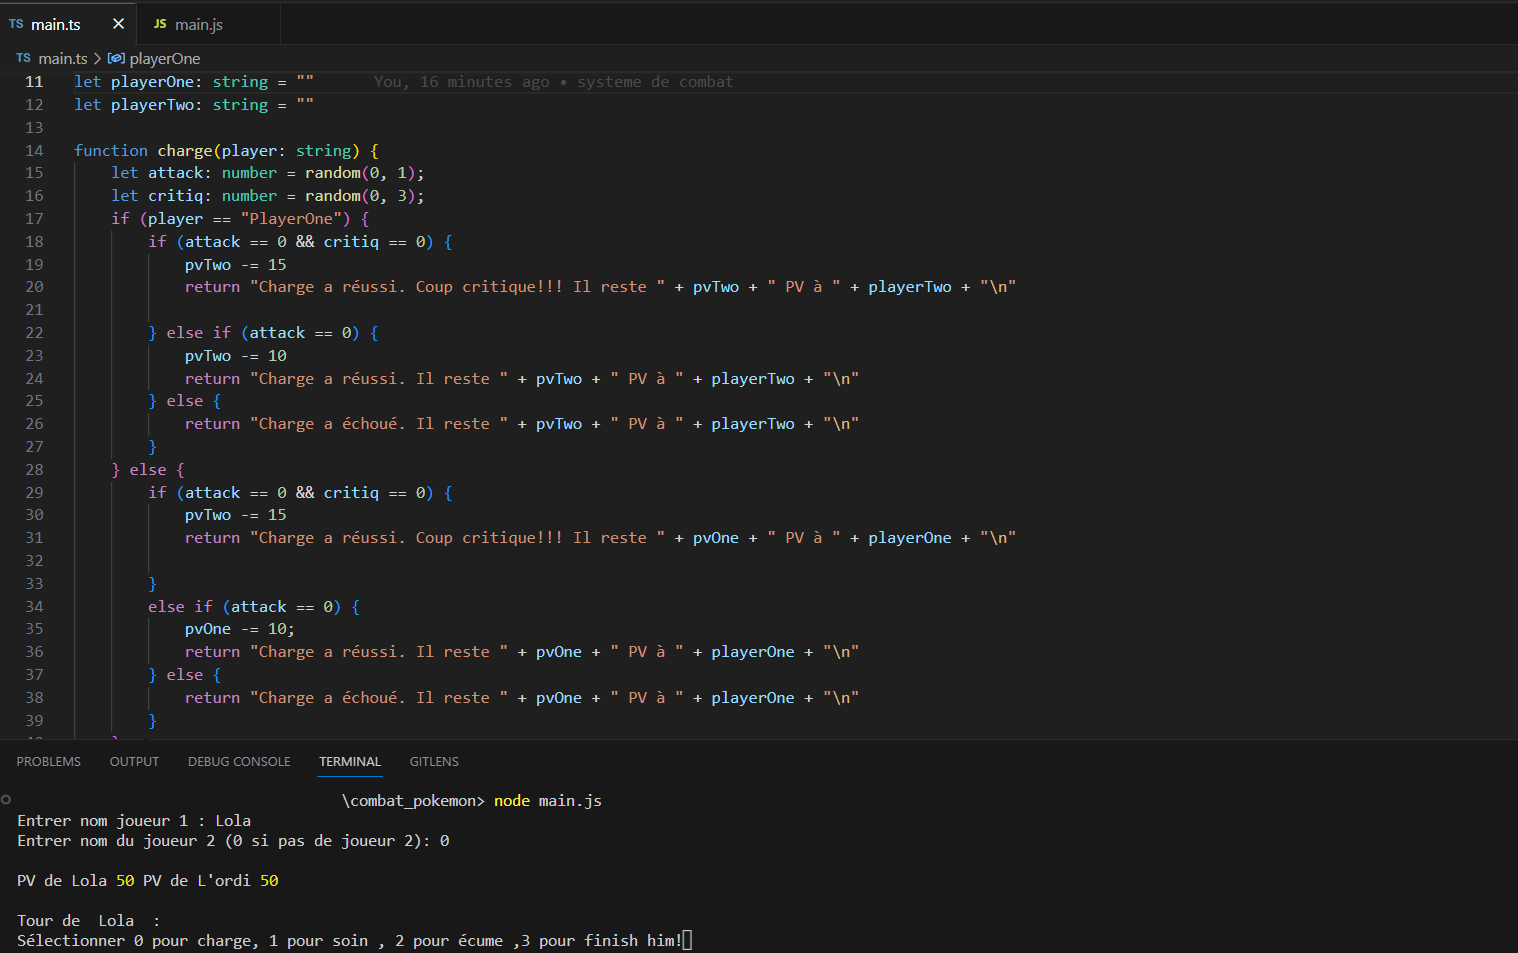 TS main.ts × JS main.js
TS main.ts > playerOne
11 let playerOne: string = "" You, 16 minutes ago • systeme de combat
12 let playerTwo: string = ""
13
14 function charge(player: string) {
15 let attack: number = random(0, 1);
16 let critiq: number = random(0, 3);
17 if (player == "PlayerOne") {
18 if (attack == 0 && critiq == 0) {
19 pvTwo -= 15
20 return "Charge a réussi. Coup critique!!! Il reste " + pvTwo + " PV à " + playerTwo + "\n"
21
22 } else if (attack == 0) {
23 pvTwo -= 10
24 return "Charge a réussi. Il reste " + pvTwo + " PV à " + playerTwo + "\n"
25 } else {
26 return "Charge a échoué. Il reste " + pvTwo + " PV à " + playerTwo + "\n"
27 }
28 } else {
29 if (attack == 0 && critiq == 0) {
30 pvTwo -= 15
31 return "Charge a réussi. Coup critique!!! Il reste " + pvOne + " PV à " + playerOne + "\n"
32
33 }
34 else if (attack == 0) {
35 pvOne -= 10;
36 return "Charge a réussi. Il reste " + pvOne + " PV à " + playerOne + "\n"
37 } else {
38 return "Charge a échoué. Il reste " + pvOne + " PV à " + playerOne + "\n"
39 }
PROBLEMS OUTPUT DEBUG CONSOLE TERMINAL GITLENS
\combat_pokemon> node main.js
Entrer nom joueur 1 : Lola
Entrer nom du joueur 2 (0 si pas de joueur 2): 0
PV de Lola 50 PV de L'ordi 50
Tour de  Lola  :
Sélectionner 0 pour charge, 1 pour soin , 2 pour écume ,3 pour finish him!